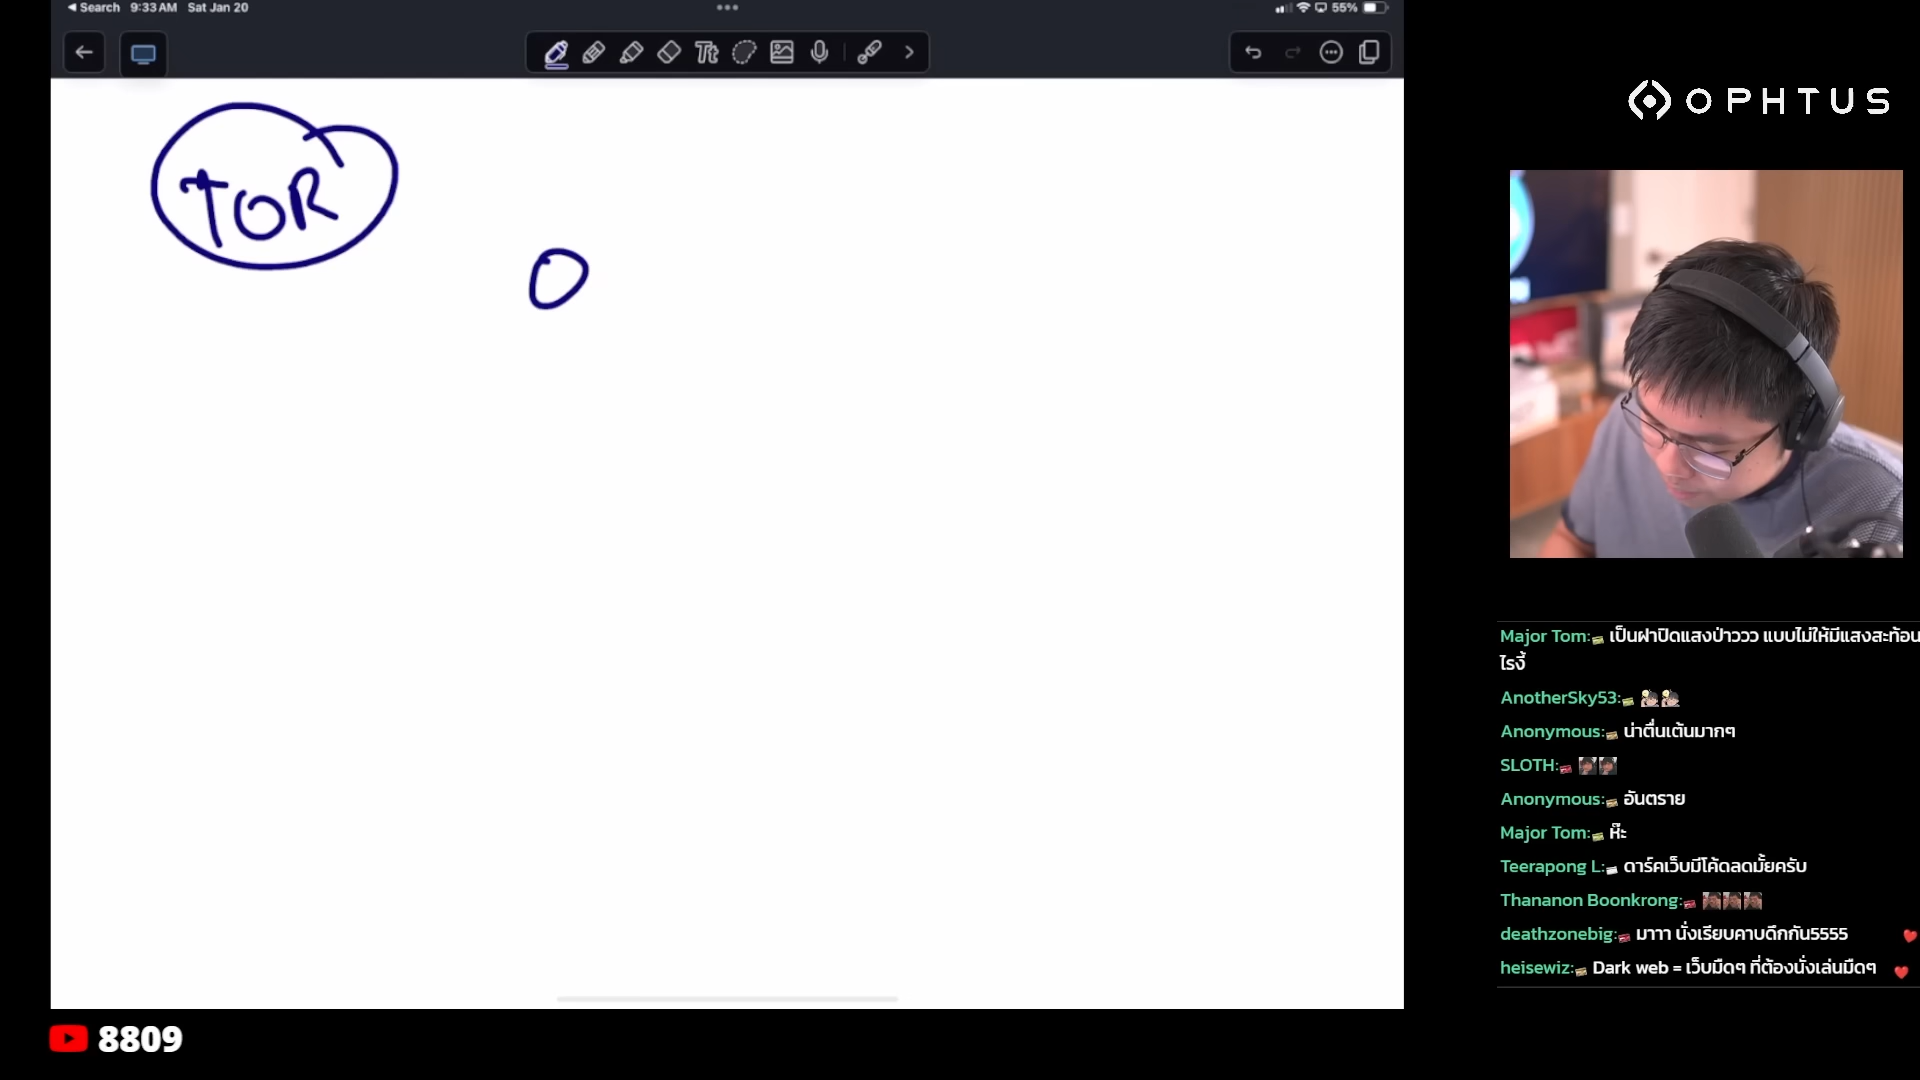 Search 9:33 AM Sat Jan 20
55%
Tt
TOR
O
OPHTUS
Major Tom: เป็นฝาปิดแสงป่าววว แบบไม่ให้มีแสงสะท้อน
ไรงี้
AnotherSky53:
Anonymous: น่าตื่นเต้นมากๆ
SLOTH:
Anonymous: อันตราย
Major Tom: ห๊ะ
Teerapong L: ดาร์คเว็บมีโค้ดลดมั้ยครับ
Thananon Boonkrong:
deathzonebig: มาาา นั่งเรียบคาบดึกกัน5555
heisewiz: Dark web = เว็บมืดๆ ที่ต้องนั่งเล่นมืดๆ
8809